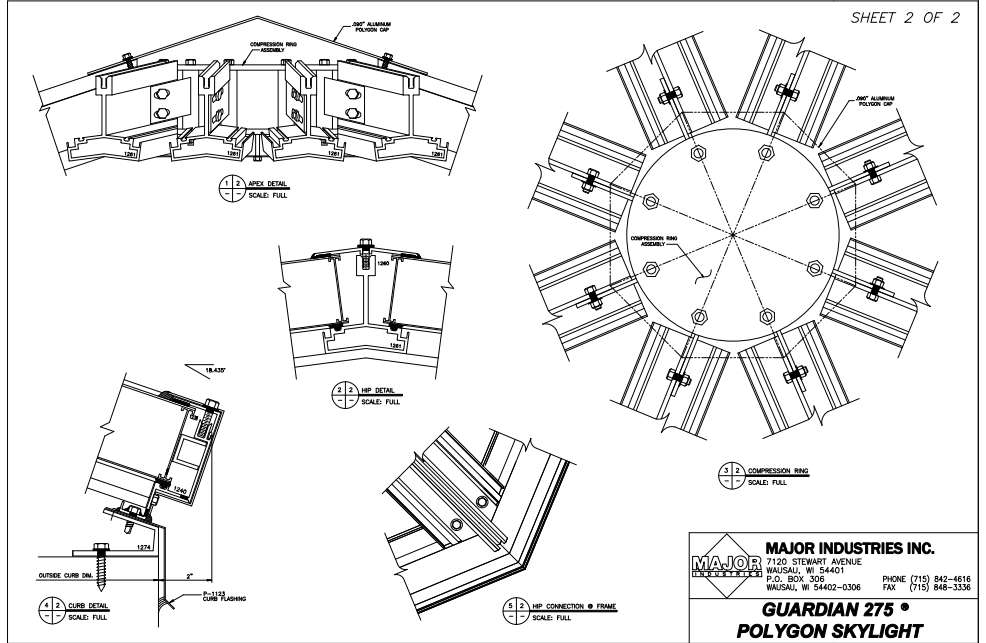 SHEET 2 OF 2
.090" ALUMINUM
POLYGON CAP
COMPRESSION RING
ASSEMBLY
1261
1261
1261
1261
1 2 APEX DETAIL
- - SCALE: FULL
.090" ALUMINUM
POLYGON CAP
COMPRESSION RING
ASSEMBLY
3 2 COMPRESSION RING
- - SCALE: FULL
1260
1261
2 2 HIP DETAIL
- - SCALE: FULL
18.435°
1240
1274
OUTSIDE CURB DIM.
2"
P-1123
CURB FLASHING
4 2 CURB DETAIL
- - SCALE: FULL
5 2 HIP CONNECTION @ FRAME
- - SCALE: FULL
MAJOR
INDUSTRIES
MAJOR INDUSTRIES INC.
7120 STEWART AVENUE
WAUSAU, WI 54401
P.O. BOX 306 PHONE (715) 842-4616
WAUSAU, WI 54402-0306 FAX (715) 848-3336
GUARDIAN 275 ®
POLYGON SKYLIGHT